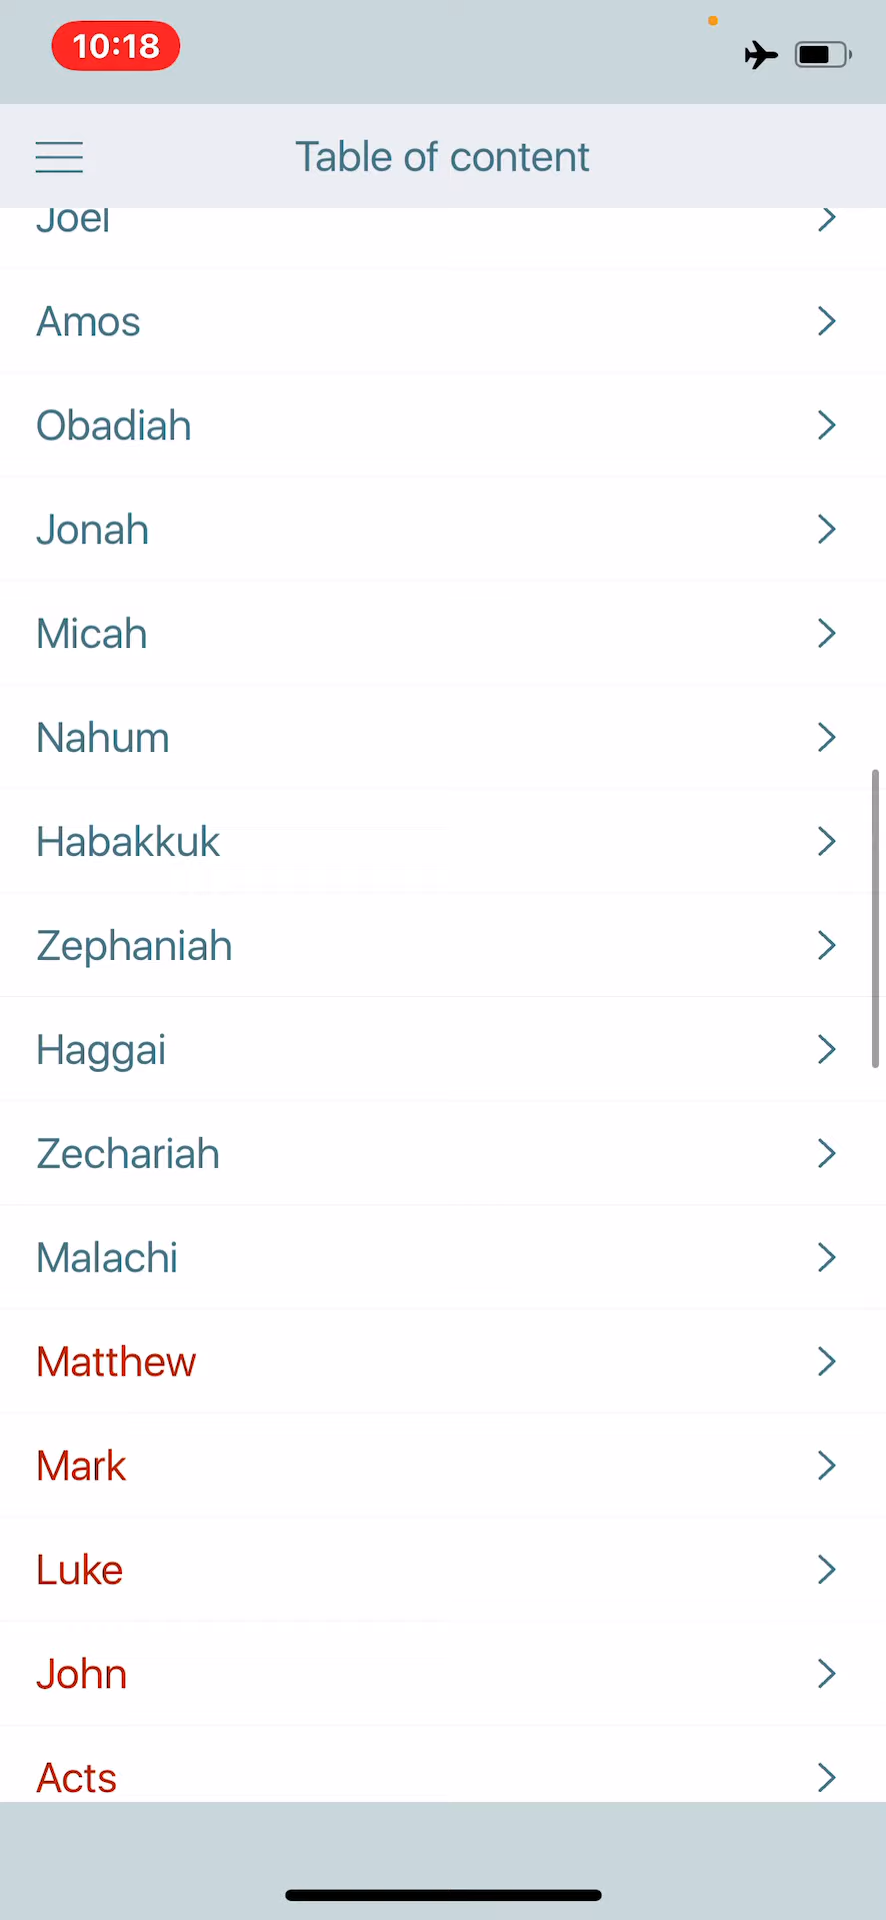 10:18
Table of content
Joel
Amos
Obadiah
Jonah
Micah
Nahum
Habakkuk
Zephaniah
Haggai
Zechariah
Malachi
Matthew
Mark
Luke
John
Acts